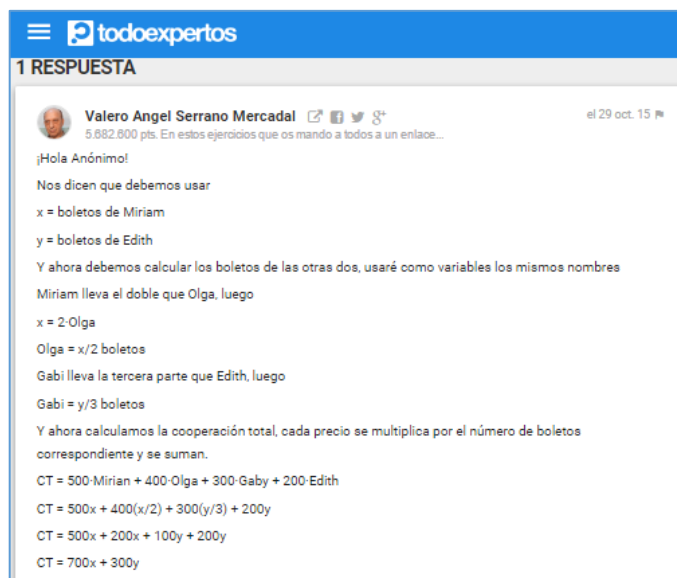 todoexpertos
1 RESPUESTA
Valero Angel Serrano Mercadal
el 29 oct. 15
5.682.600 pts. En estos ejercicios que os mando a todos a un enlace...
¡Hola Anónimo!
Nos dicen que debemos usar
x = boletos de Miriam
y = boletos de Edith
Y ahora debemos calcular los boletos de las otras dos, usaré como variables los mismos nombres
Miriam lleva el doble que Olga, luego
x = 2·Olga
Olga = x/2 boletos
Gabi lleva la tercera parte que Edith, luego
Gabi = y/3 boletos
Y ahora calculamos la cooperación total, cada precio se multiplica por el número de boletos
correspondiente y se suman.
CT = 500·Mirian + 400·Olga + 300·Gaby + 200·Edith
CT = 500x + 400(x/2) + 300(y/3) + 200y
CT = 500x + 200x + 100y + 200y
CT = 700x + 300y